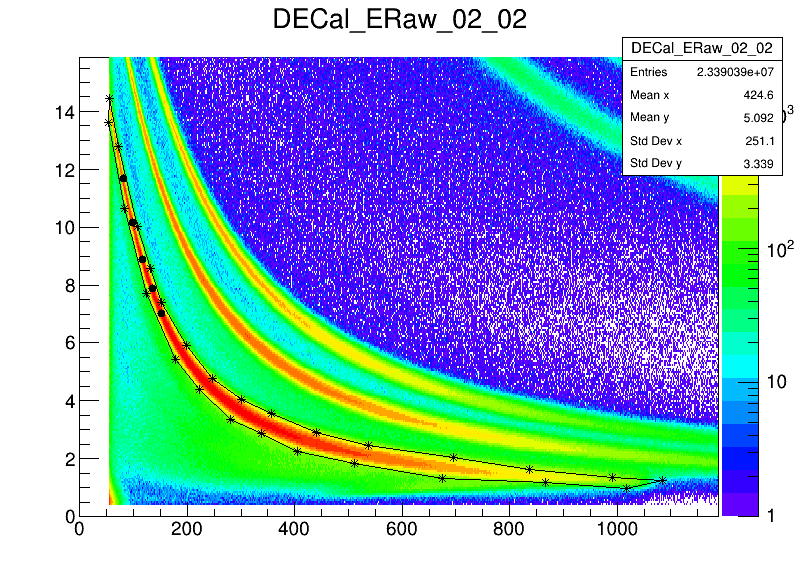 DECal_ERaw_02_02
DECal_ERaw_02_02
Entries 2.339039e+07
Mean x 424.6
Mean y 5.092
Std Dev x 251.1
Std Dev y 3.339
14
12
10
8
6
4
2
0
0 200 400 600 800 1000
3
10²
10
1